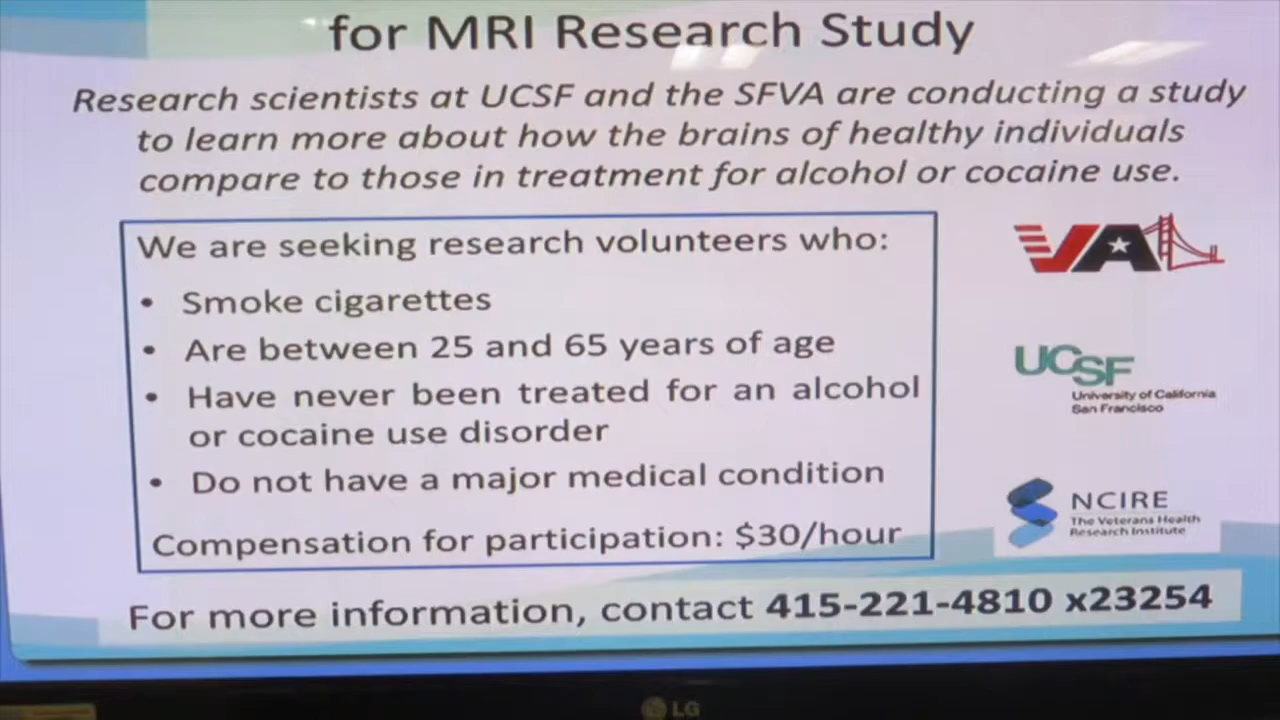 for MRI Research Study
Research scientists at UCSF and the SFVA are conducting a study
to learn more about how the brains of healthy individuals
compare to those in treatment for alcohol or cocaine use.
We are seeking research volunteers who:
• Smoke cigarettes
• Are between 25 and 65 years of age
• Have never been treated for an alcohol
or cocaine use disorder
• Do not have a major medical condition
Compensation for participation: $30/hour
VA
UCSF
University of California
San Francisco
NCIRE
The Veterans Health
Research Institute
For more information, contact 415-221-4810 x23254
LG